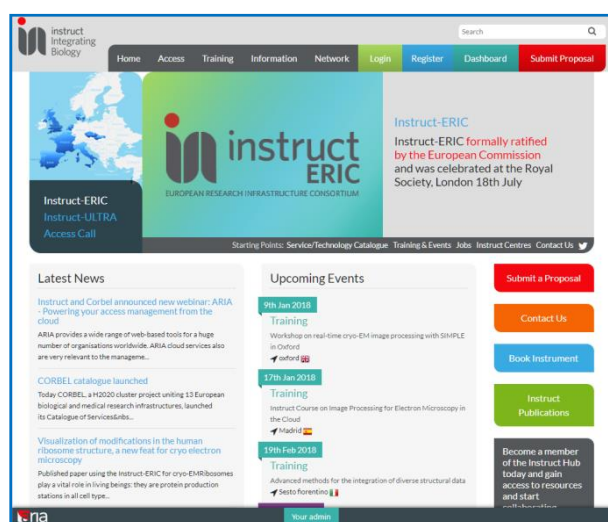 instruct
Integrating
Biology
Search
Home Access Training Information Network Login Register Dashboard Submit Proposal
instruct
ERIC
EUROPEAN RESEARCH INFRASTRUCTURE CONSORTIUM
Instruct-ERIC
Instruct-ULTRA
Access Call
Instruct-ERIC
Instruct-ERIC formally ratified
by the European Commission
and was celebrated at the Royal
Society, London 18th July
Starting Points: Service/Technology Catalogue Training & Events Jobs Instruct Centres Contact Us
Latest News
Instruct and Corbel announced new webinar: ARIA
- Powering your access management from the
cloud
ARIA provides a wide range of web-based tools for a huge
number of organisations worldwide. ARIA cloud services also
are very relevant to the manageme...
CORBEL catalogue launched
Today CORBEL, a H2020 cluster project uniting 13 European
biological and medical research infrastructures, launched
its Catalogue of Services&nbs...
Visualization of modifications in the human
ribosome structure, a new feat for cryo electron
microscopy
Published paper using the Instruct-ERIC for cryo-EMRibosomes
play a vital role in living beings: they are protein production
stations in all cell type...
Upcoming Events
9th Jan 2018
Training
Workshop on real-time cryo-EM image processing with SIMPLE
in Oxford
oxford
17th Jan 2018
Training
Instruct Course on Image Processing for Electron Microscopy in
the Cloud
Madrid
19th Feb 2018
Training
Advanced methods for the integration of diverse structural data
Sesto fiorentino
Submit a Proposal
Contact Us
Book Instrument
Instruct
Publications
Become a member
of the Instruct Hub
today and gain
access to resources
and start
aria
Your admin